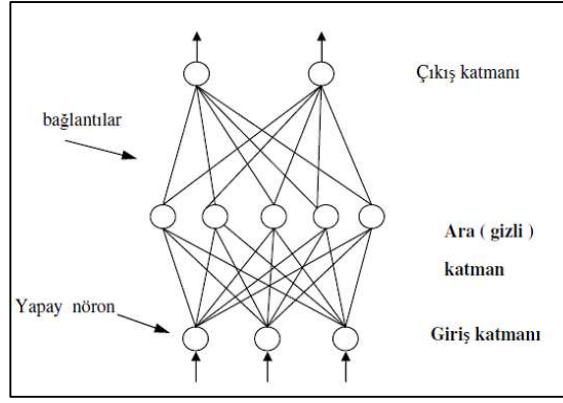 Çıkış katmanı
bağlantılar
Ara ( gizli )
katman
Yapay nöron
Giriş katmanı